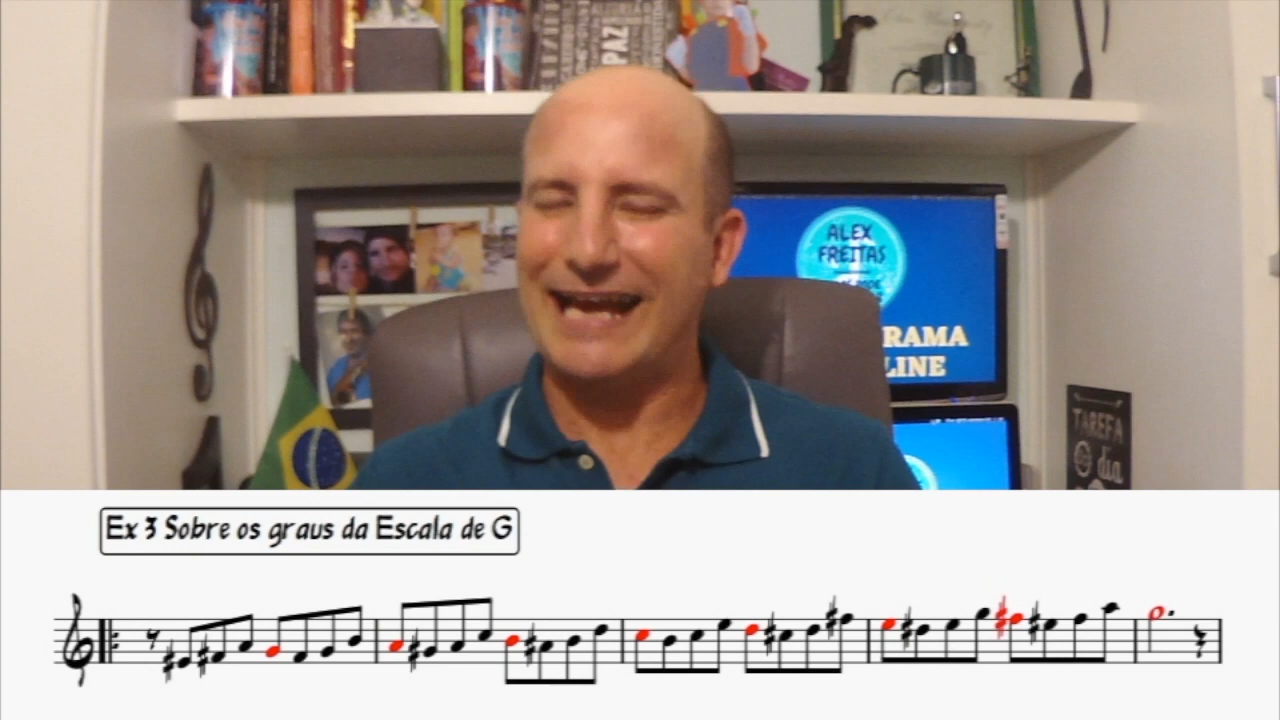 PAZ
ALEX
FREITAS
RAMA
LINE
TAREFA
dia
Ex 3 Sobre os graus da Escala de G